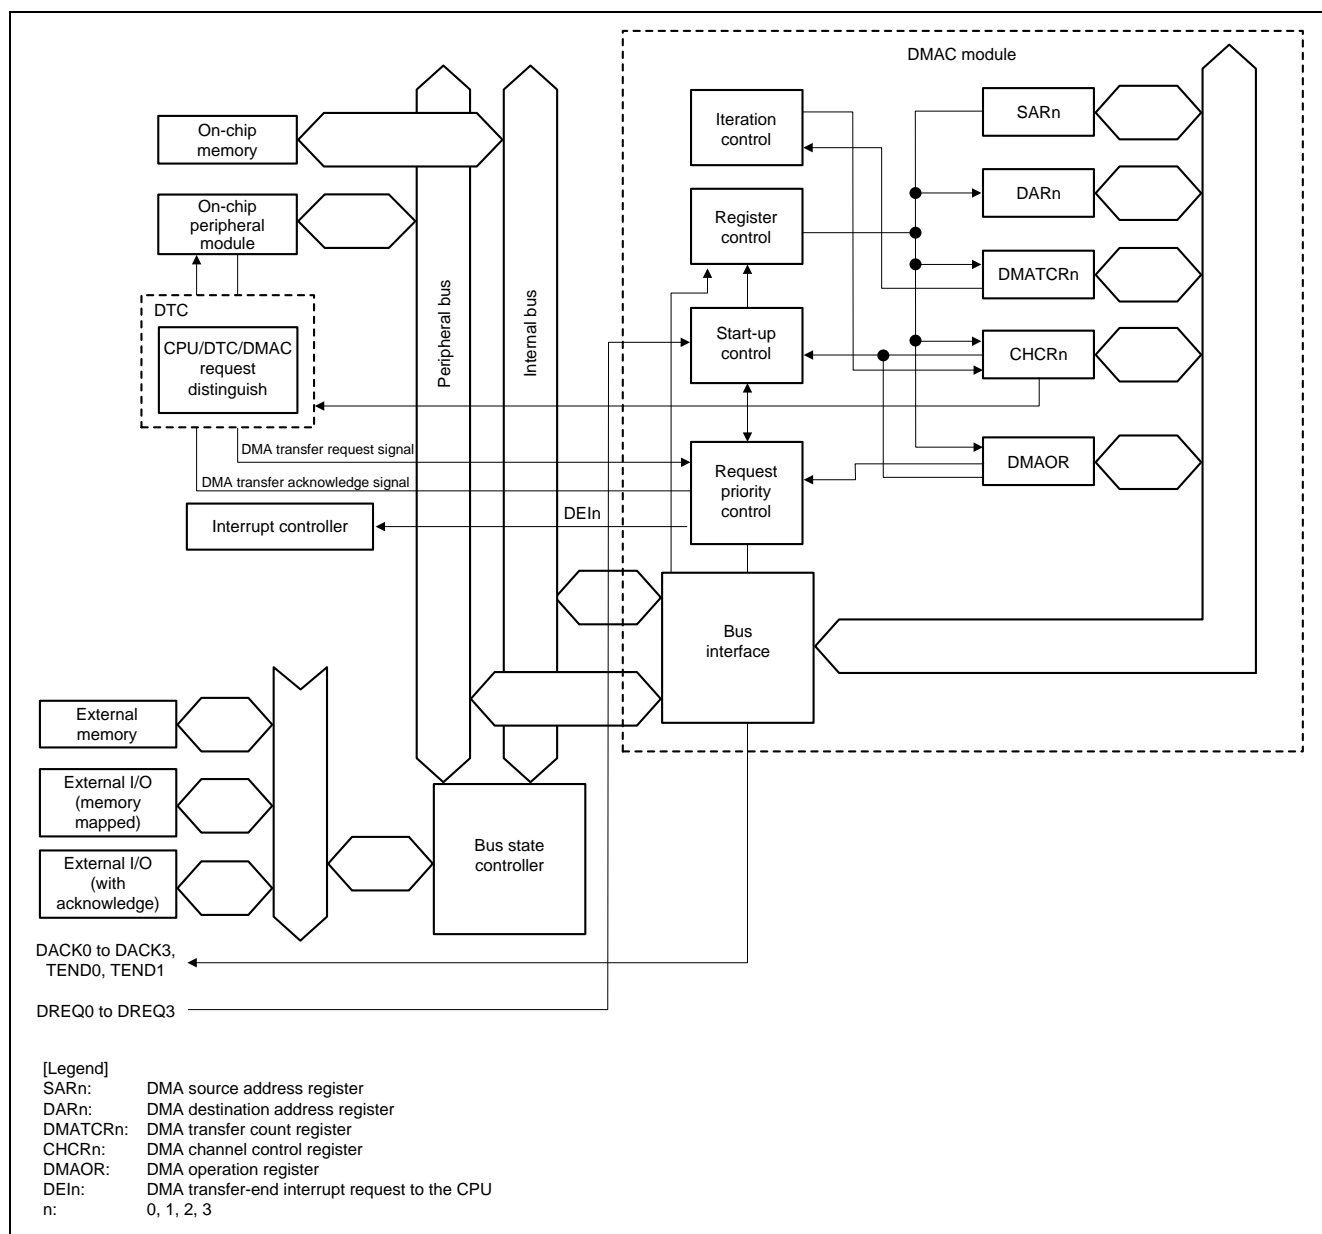 DMAC module
On-chip
memory
On-chip
peripheral
module
DTC
CPU/DTC/DMAC
request
distinguish
Peripheral bus
Internal bus
Iteration
control
Register
control
Start-up
control
Request
priority
control
SARn
DARn
DMATCRn
CHCRn
DMAOR
DMA transfer request signal
DMA transfer acknowledge signal
DEIn
Interrupt controller
Bus
interface
External
memory
External I/O
(memory
mapped)
External I/O
(with
acknowledge)
Bus state
controller
DACK0 to DACK3,
TEND0, TEND1
DREQ0 to DREQ3
[Legend]
SARn: DMA source address register
DARn: DMA destination address register
DMATCRn: DMA transfer count register
CHCRn: DMA channel control register
DMAOR: DMA operation register
DEIn: DMA transfer-end interrupt request to the CPU
n: 0, 1, 2, 3